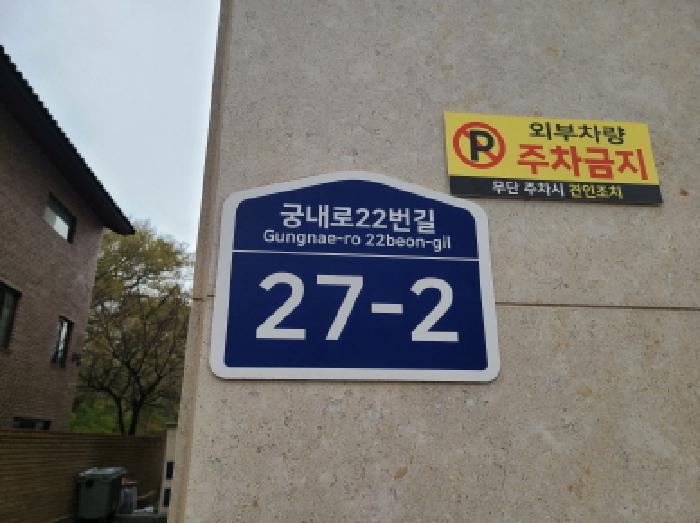 궁내로22번길
Gungnae-ro 22beon-gil
27-2
P
외부차량
주차금지
무단 주차시 견인조치